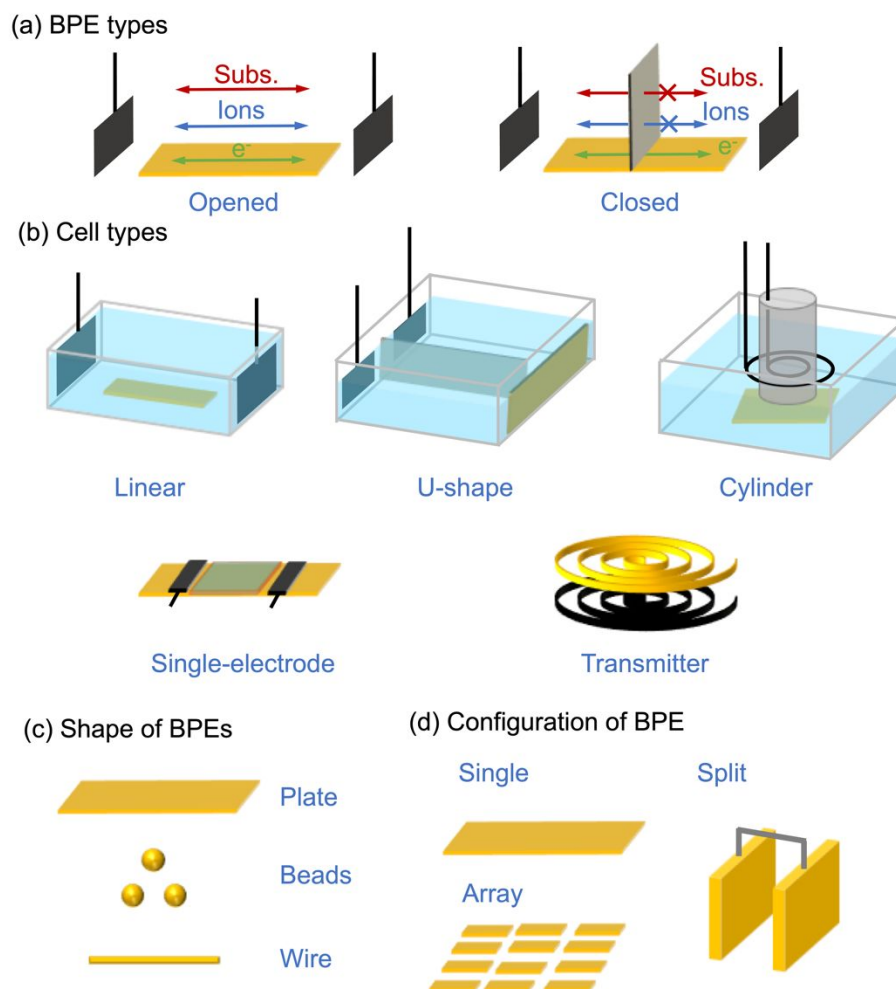 (a) BPE types
Subs.
Ions
e-
Opened
Subs.
Ions
e-
Closed
(b) Cell types
Linear
U-shape
Cylinder
Single-electrode
Transmitter
(c) Shape of BPEs
Plate
Beads
Wire
(d) Configuration of BPE
Single
Split
Array